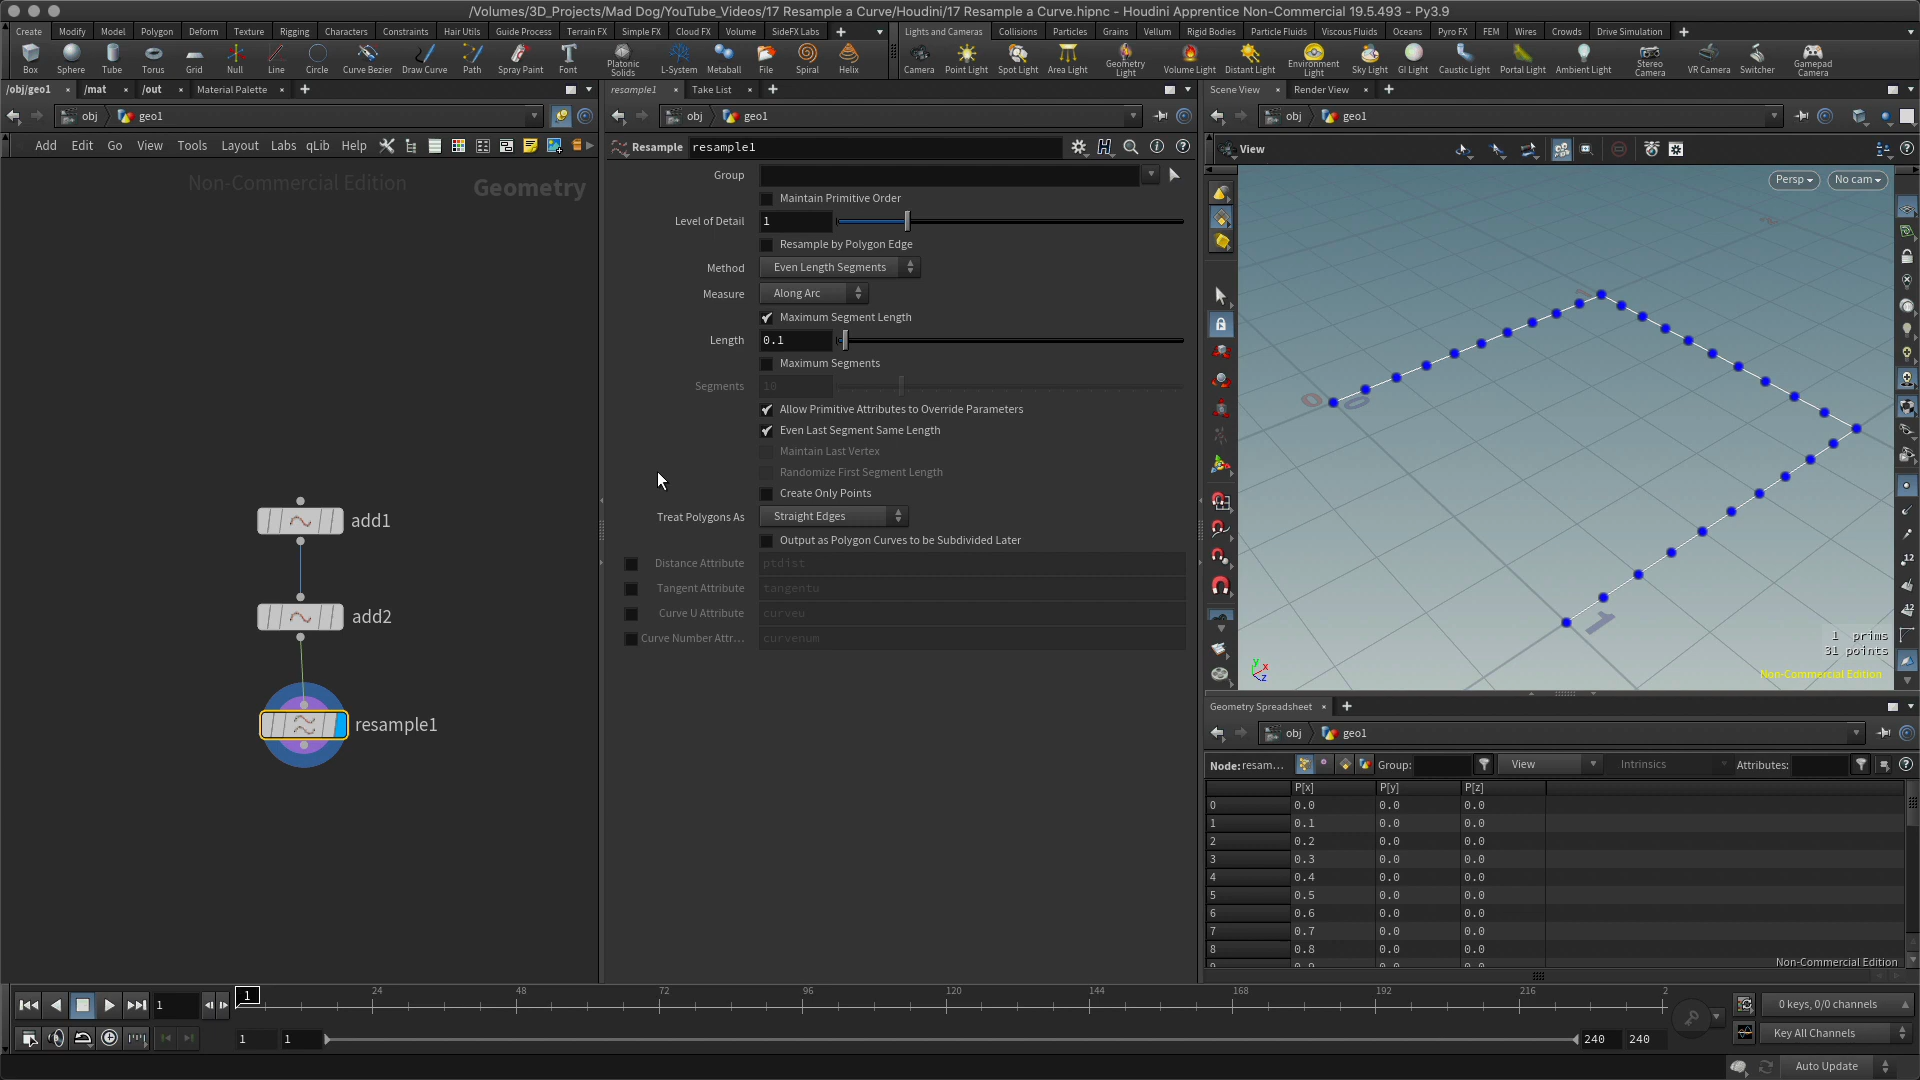 /Volumes/3D_Projects/Mad Dog/YouTube_Videos/17 Resample a Curve/Houdini/17 Resample a Curve.hipnc - Houdini Apprentice Non-Commercial 19.5.493 - Py3.9
Create Modify Model Polygon Deform Texture Rigging Characters Constraints Hair Utils Guide Process Terrain FX Simple FX Cloud FX Volume SideFX Labs Lights and Cameras Collisions Particles Grains Vellum Rigid Bodies Particle Fluids Viscous Fluids Oceans Pyro FX FEM Wires Crowds Drive Simulation
Box Sphere Tube Torus Grid Null Line Circle Curve Bezier Draw Curve Path Spray Paint Font Platonic Solids L-System Metaball File Spiral Helix Camera Point Light Spot Light Area Light Geometry Light Volume Light Distant Light Environment Light Sky Light GI Light Caustic Light Portal Light Ambient Light Stereo Camera VR Camera Switcher Gamepad Camera
/obj/geo1 /mat /out Material Palette
obj geo1
Add Edit Go View Tools Layout Labs qLib Help
Non-Commercial Edition
Geometry
add1
add2
resample1
resample1 Take List
obj geo1
Resample resample1
Group
Maintain Primitive Order
Level of Detail 1
Resample by Polygon Edge
Method Even Length Segments
Measure Along Arc
Maximum Segment Length
Length 0.1
Maximum Segments
Segments 10
Allow Primitive Attributes to Override Parameters
Even Last Segment Same Length
Maintain Last Vertex
Randomize First Segment Length
Create Only Points
Treat Polygons As Straight Edges
Output as Polygon Curves to be Subdivided Later
Distance Attribute ptdist
Tangent Attribute tangentu
Curve U Attribute curveu
Curve Number Attr... curvenum
Scene View Render View
obj geo1
View
Persp No cam
0
0
1
12
12
y
x
z
1 prims
31 points
Non-Commercial Edition
Geometry Spreadsheet
obj geo1
Node: resam... Group: View Intrinsics Attributes:
P[x] P[y] P[z]
0 0.0 0.0 0.0
1 0.1 0.0 0.0
2 0.2 0.0 0.0
3 0.3 0.0 0.0
4 0.4 0.0 0.0
5 0.5 0.0 0.0
6 0.6 0.0 0.0
7 0.7 0.0 0.0
8 0.8 0.0 0.0
Non-Commercial Edition
1 1 24 48 72 96 120 144 168 192 216 2
0 keys, 0/0 channels
1 1 240 240
Key All Channels
Auto Update